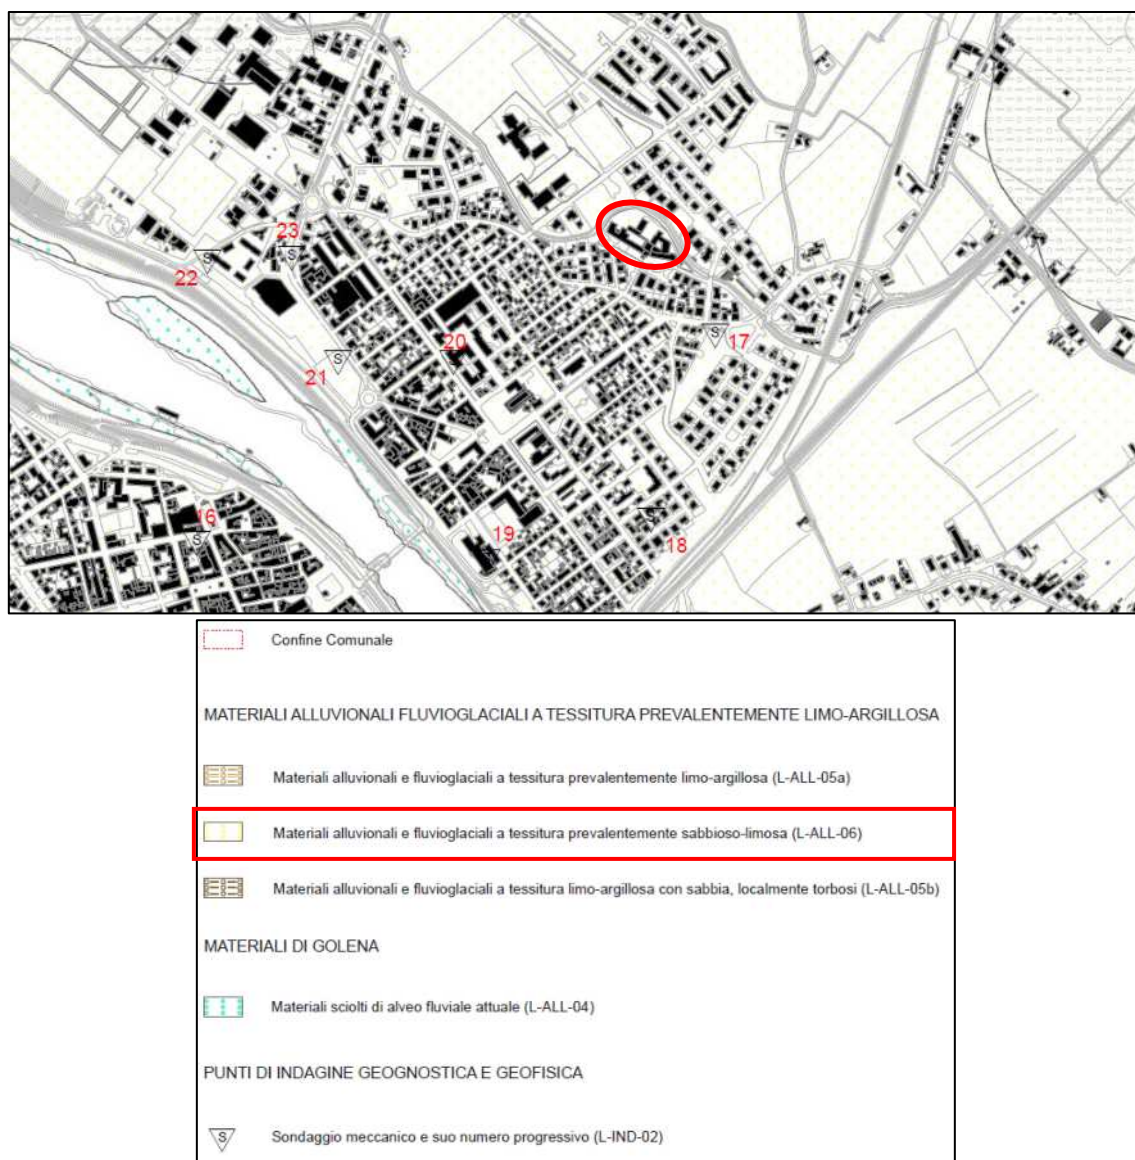 23
22
20
17
21
16
19
18
S
S
S
S
S
S
S
Confine Comunale
MATERIALI ALLUVIONALI FLUVIOGLACIALI A TESSITURA PREVALENTEMENTE LIMO-ARGILLOSA
Materiali alluvionali e fluvioglaciali a tessitura prevalentemente limo-argillosa (L-ALL-05a)
Materiali alluvionali e fluvioglaciali a tessitura prevalentemente sabbioso-limosa (L-ALL-06)
Materiali alluvionali e fluvioglaciali a tessitura limo-argillosa con sabbia, localmente torbosi (L-ALL-05b)
MATERIALI DI GOLENA
Materiali sciolti di alveo fluviale attuale (L-ALL-04)
PUNTI DI INDAGINE GEOGNOSTICA E GEOFISICA
S Sondaggio meccanico e suo numero progressivo (L-IND-02)